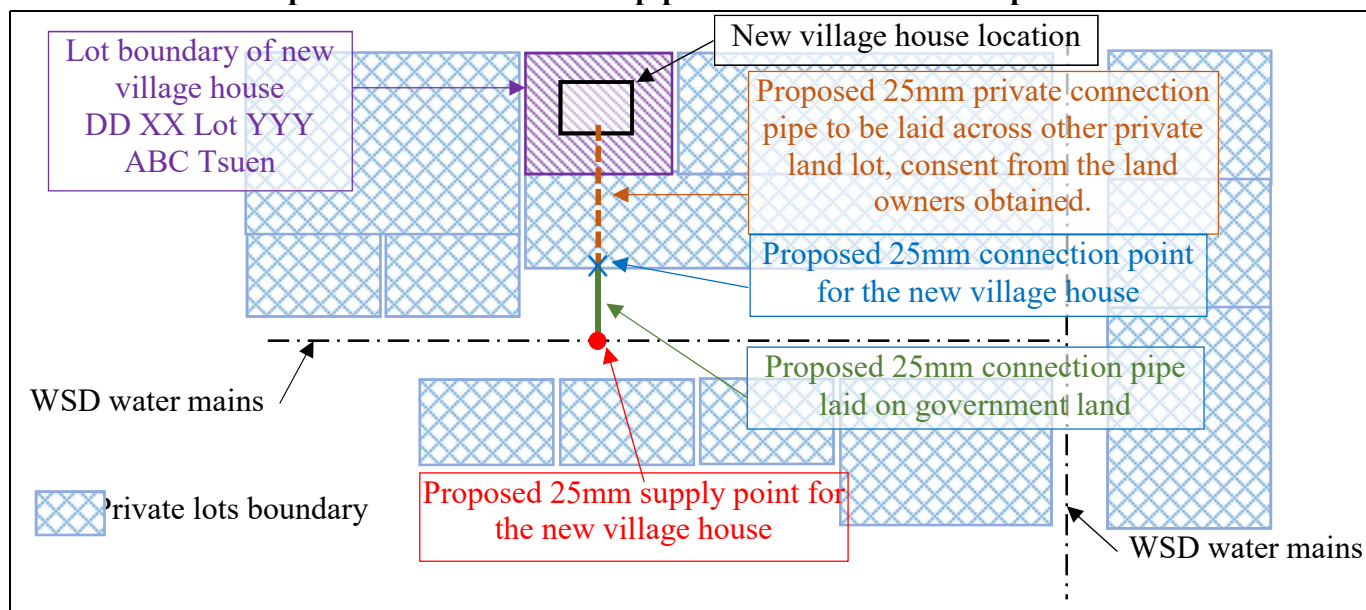 Lot boundary of new
village house
DD XX Lot YYY
ABC Tsuen
New village house location
Proposed 25mm private connection
pipe to be laid across other private
land lot, consent from the land
owners obtained.
Proposed 25mm connection point
for the new village house
Proposed 25mm connection pipe
laid on government land
WSD water mains
Proposed 25mm supply point for
the new village house
Private lots boundary
WSD water mains